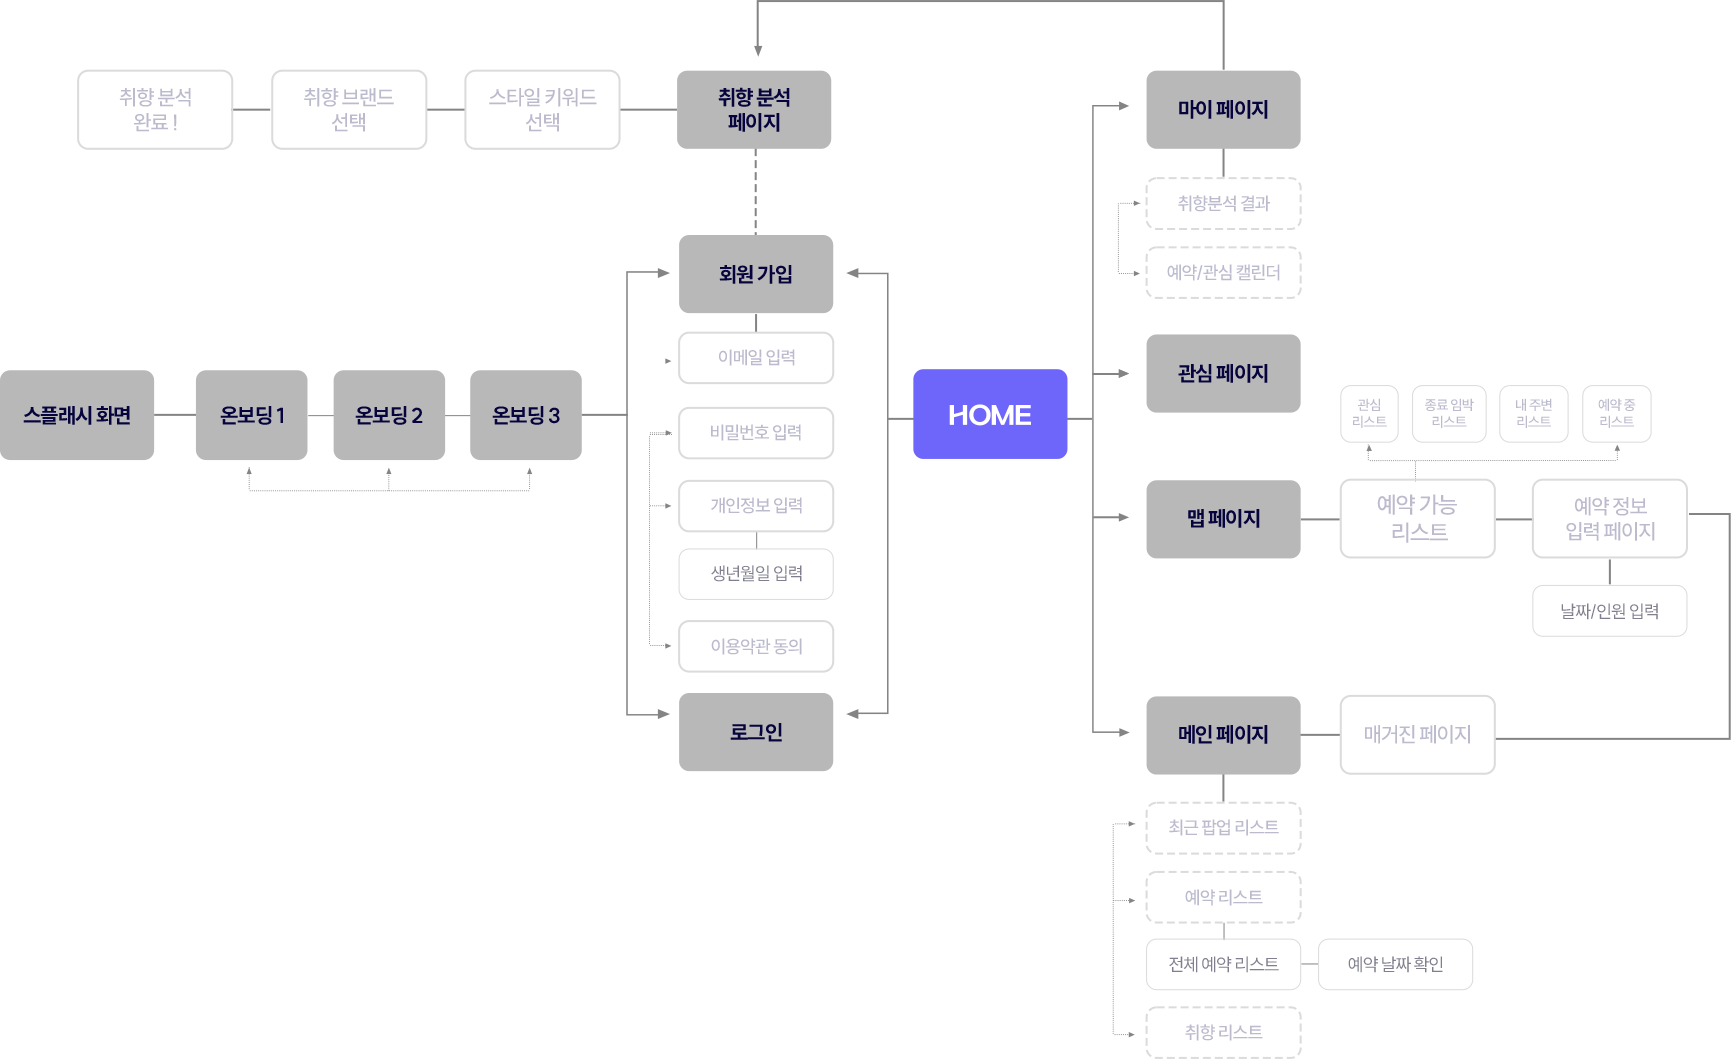 취향 분석
완료 !
취향 브랜드
선택
스타일 키워드
선택
취향 분석
페이지
마이 페이지
취향분석 결과
예약/관심 캘린더
회원 가입
이메일 입력
비밀번호 입력
개인정보 입력
생년월일 입력
이용약관 동의
로그인
스플래시 화면
온보딩 1
온보딩 2
온보딩 3
HOME
관심 페이지
관심
리스트
종료 임박
리스트
내 주변
리스트
예약 중
리스트
맵 페이지
예약 가능
리스트
예약 정보
입력 페이지
날짜/인원 입력
메인 페이지
매거진 페이지
최근 팝업 리스트
예약 리스트
전체 예약 리스트
예약 날짜 확인
취향 리스트